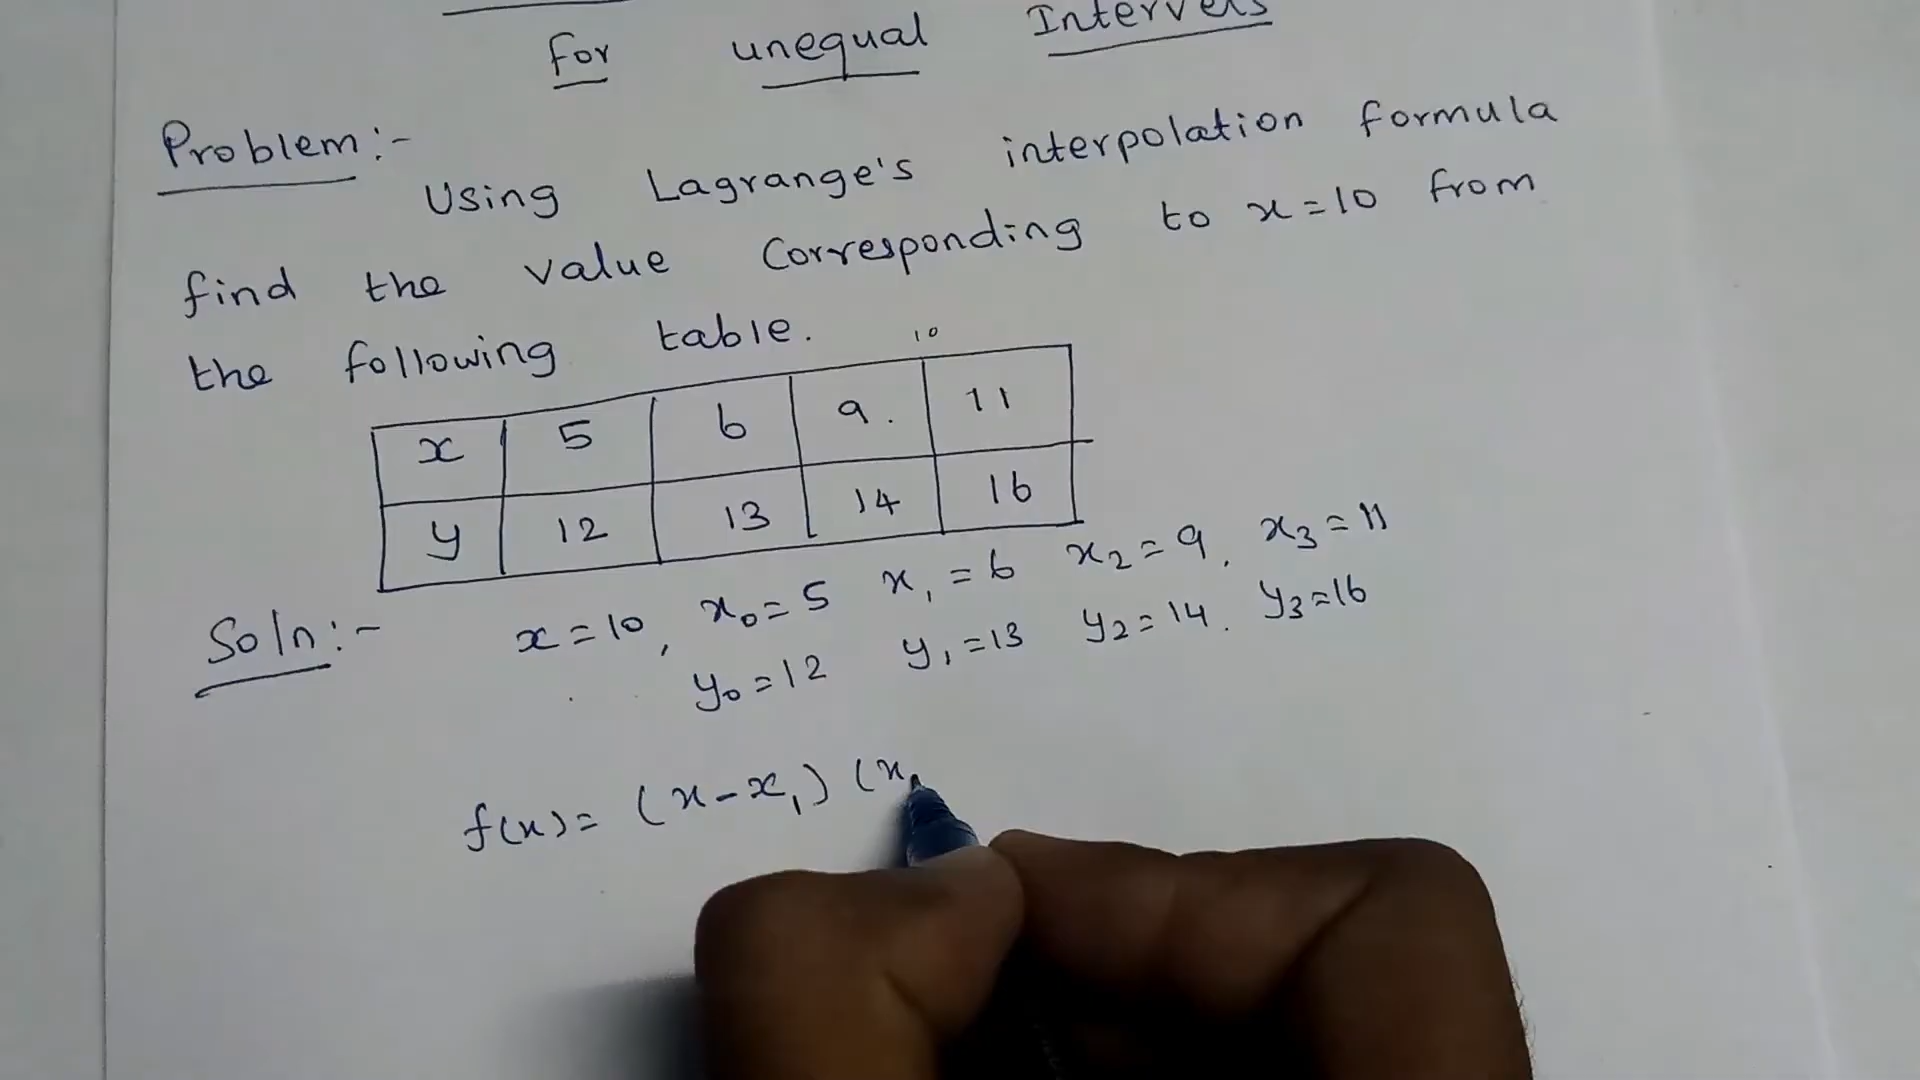 For unequal Intervels
Problem:-
Using Lagrange's interpolation formula
find the value Corresponding to x=10 from
the following table.
10
x 5 6 9. 11
y 12 13 14 16
Soln:- x=10, x₀=5 x₁=6 x₂=9, x₃=11
y₀=12 y₁=13 y₂=14. y₃=16
f(x)= (x-x₁) (x